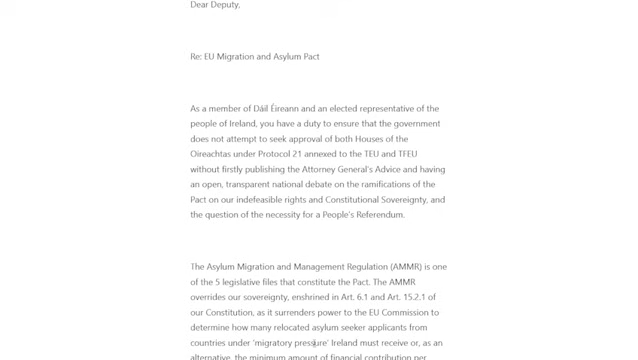 Dear Deputy,
Re: EU Migration and Asylum Pact
As a member of Dáil Éireann and an elected representative of the
people of Ireland, you have a duty to ensure that the government
does not attempt to seek approval of both Houses of the
Oireachtas under Protocol 21 annexed to the TEU and TFEU
without firstly publishing the Attorney General's Advice and having
an open, transparent national debate on the ramifications of the
Pact on our indefeasible rights and Constitutional Sovereignty, and
the question of the necessity for a People's Referendum.
The Asylum Migration and Management Regulation (AMMR) is one
of the 5 legislative files that constitute the Pact. The AMMR
overrides our sovereignty, enshrined in Art. 6.1 and Art. 15.2.1 of
our Constitution, as it surrenders power to the EU Commission to
determine how many relocated asylum seeker applicants from
countries under 'migratory pressure' Ireland must receive or, as an
alternative, the minimum amount of financial contribution per